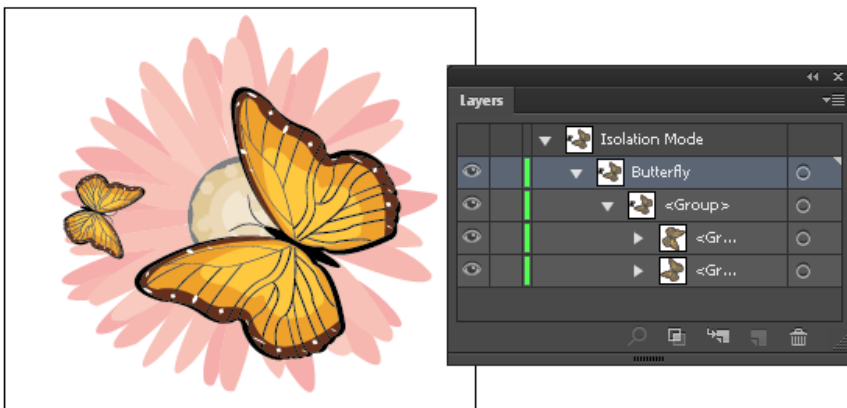 Layers
Isolation Mode
Butterfly
<Group>
<Gr...
<Gr...